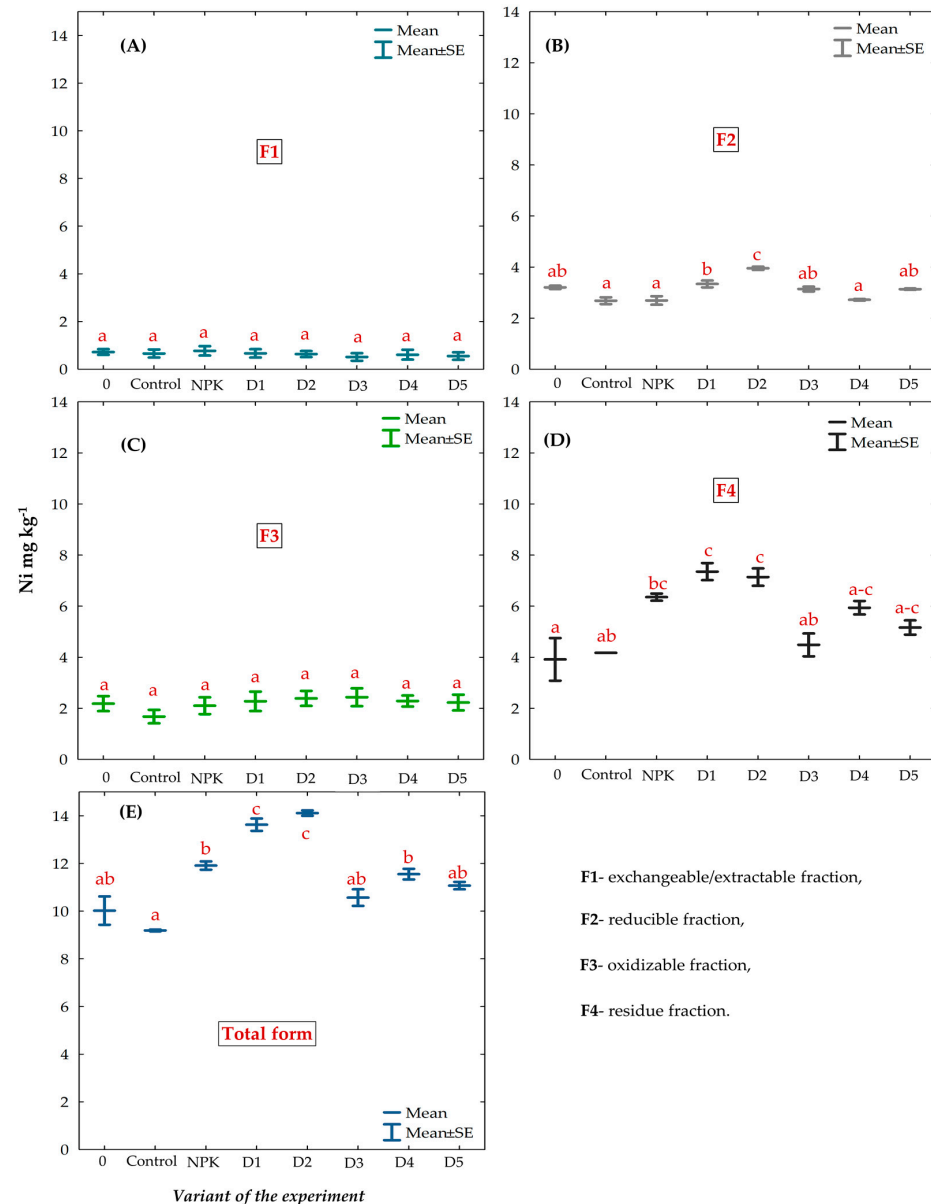 (A)
Mean
Mean±SE
F1
14
12
10
8
6
4
2
0
a a a a a a a a
0 Control NPK D1 D2 D3 D4 D5
(B)
Mean
Mean±SE
F2
14
12
10
8
6
4
2
0
ab a a b c ab a ab
0 Control NPK D1 D2 D3 D4 D5
(C)
Mean
Mean±SE
F3
14
12
10
8
6
4
2
0
a a a a a a a a
0 Control NPK D1 D2 D3 D4 D5
Ni mg kg-1
(D)
Mean
Mean±SE
F4
14
12
10
8
6
4
2
0
a ab bc c c ab a-c a-c
0 Control NPK D1 D2 D3 D4 D5
(E)
14
12
10
8
6
4
2
0
ab a b c c ab b ab
Total form
Mean
Mean±SE
0 Control NPK D1 D2 D3 D4 D5
Variant of the experiment
F1- exchangeable/extractable fraction,
F2- reducible fraction,
F3- oxidizable fraction,
F4- residue fraction.